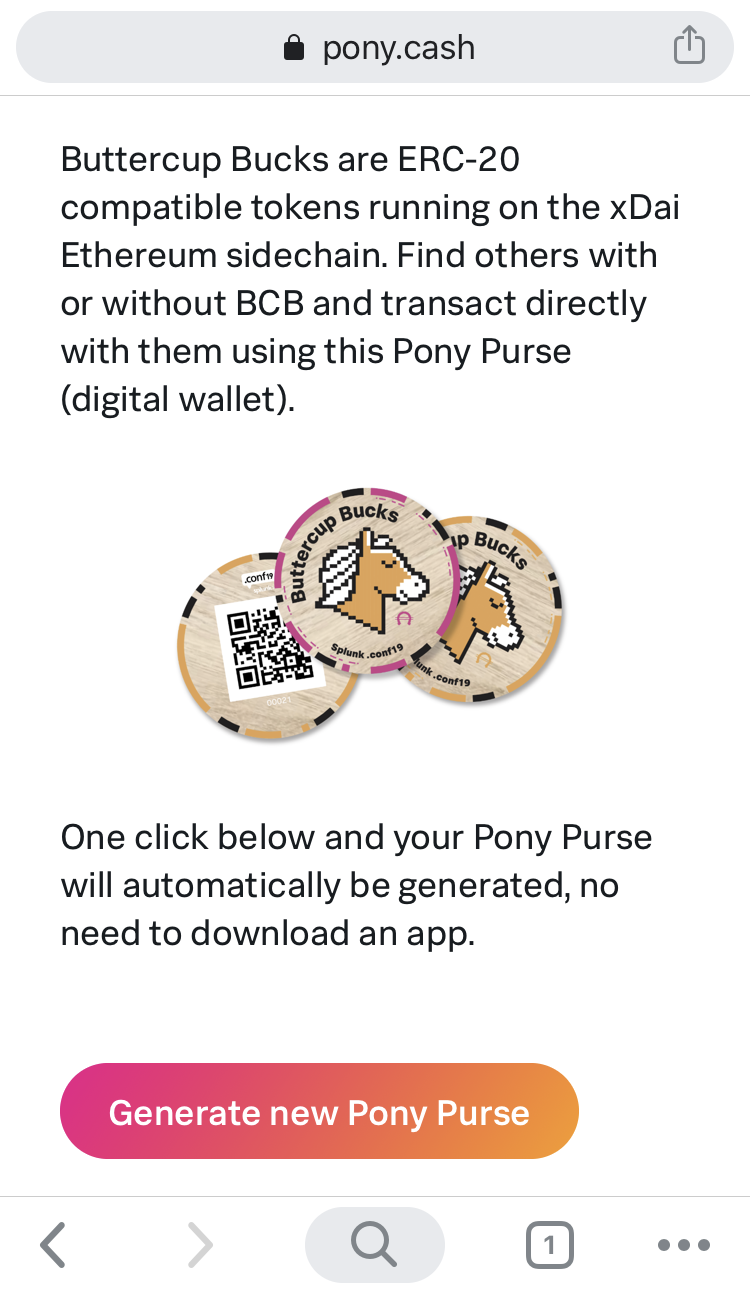 pony.cash
Buttercup Bucks are ERC-20
compatible tokens running on the xDai
Ethereum sidechain. Find others with
or without BCB and transact directly
with them using this Pony Purse
(digital wallet).
.conf19
00021
Buttercup Bucks
Splunk .conf19
up Bucks
unk .conf19
One click below and your Pony Purse
will automatically be generated, no
need to download an app.
Generate new Pony Purse
1